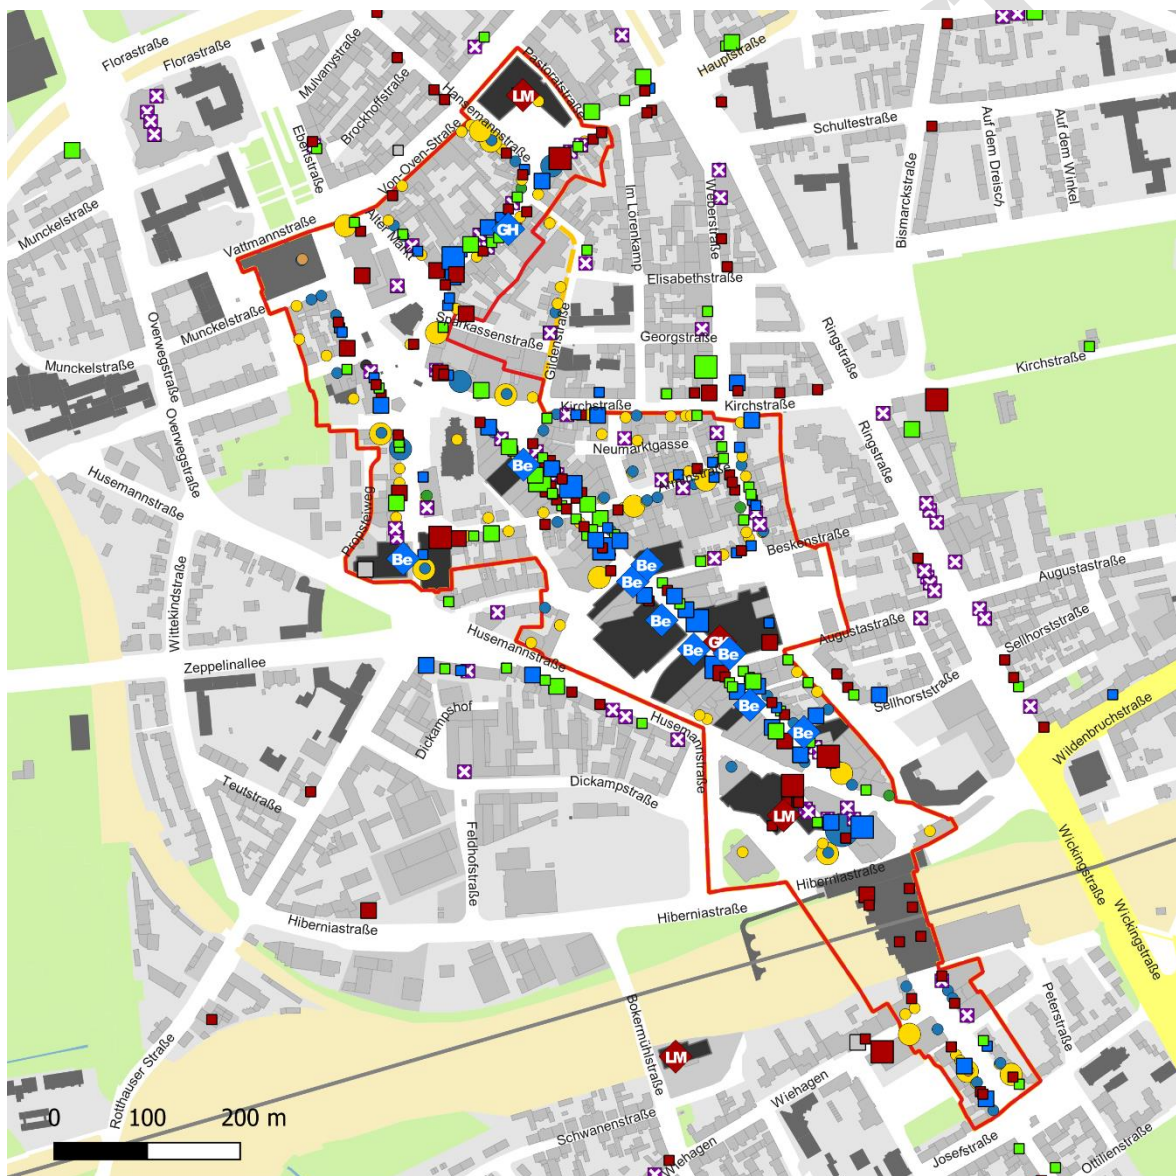 Florastraße
Florastraße
Mulvanystraße
Brockhoffstraße
Ebertstraße
Hansemannstraße
Pastoratstraße
LM
Hauptstraße
Schultestraße
Auf dem Dreisch
Auf dem Winkel
Bismarckstraße
Von-Oven-Straße
Im Lörenkamp
Weberstraße
Munckelstraße
Vattmannstraße
Alter Markt
GH
Elisabethstraße
Munckelstraße
Overwegstraße
Sparkassenstraße
Gildenstraße
Georgstraße
Ringstraße
Munckelstraße
Kirchstraße
Overwegstraße
Kirchstraße
Kirchstraße
Ringstraße
Neumarktgasse
Be
Husemannstraße
Propsteiweg
Be
Be
Be
Beskenstraße
Augustastraße
Wittekindstraße
Be
Augustastraße
Sellhorststraße
Husemannstraße
Be
Be
Zeppelinallee
Sellhorststraße
Dickampshof
Husemannstraße
Be
Be
Wildenbruchstraße
Teutstraße
Dickampstraße
LM
Feldhofstraße
Hiberniastraße
Wickingstraße
Hiberniastraße
Hiberniastraße
Wickingstraße
Bokermühlstraße
Peterstraße
Rotthauser Straße
LM
Wiehagen
0 100 200 m
Schwanenstraße
Wiehagen
Josefstraße
Ottilienstraße